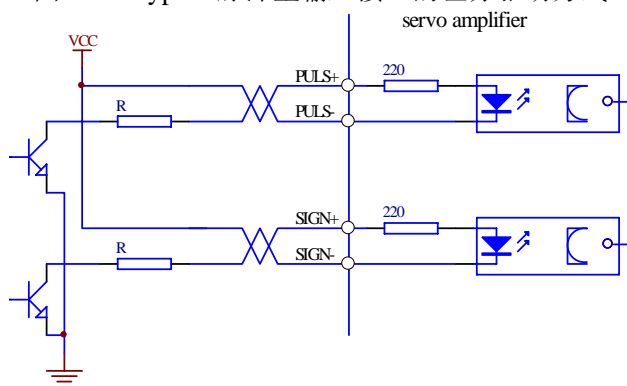 servo amplifier
VCC
PULS+
220
R
PULS-
SIGN+
220
R
SIGN-